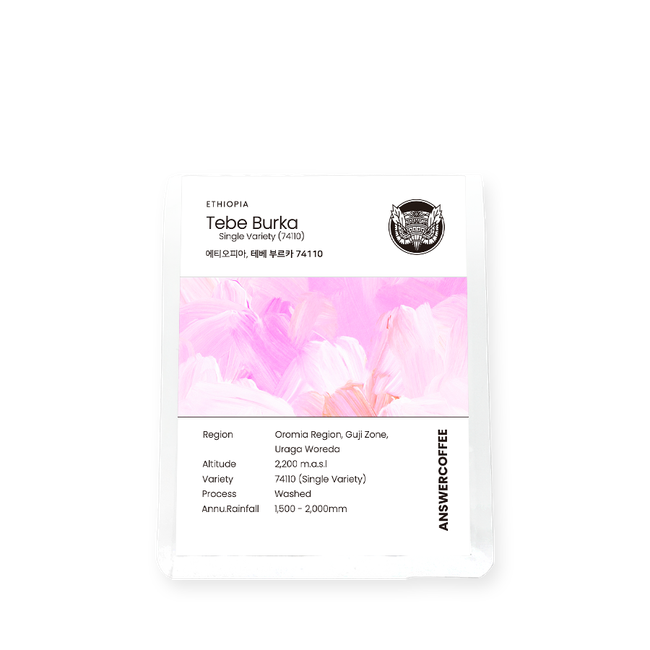 ETHIOPIA
Tebe Burka
Single Variety (74110)
에티오피아, 테베 부르카 74110
Region Oromia Region, Guji Zone,
Uraga Woreda
Altitude 2,200 m.a.s.l
Variety 74110 (Single Variety)
Process Washed
Annu.Rainfall 1,500 - 2,000mm
ANSWERCOFFEE